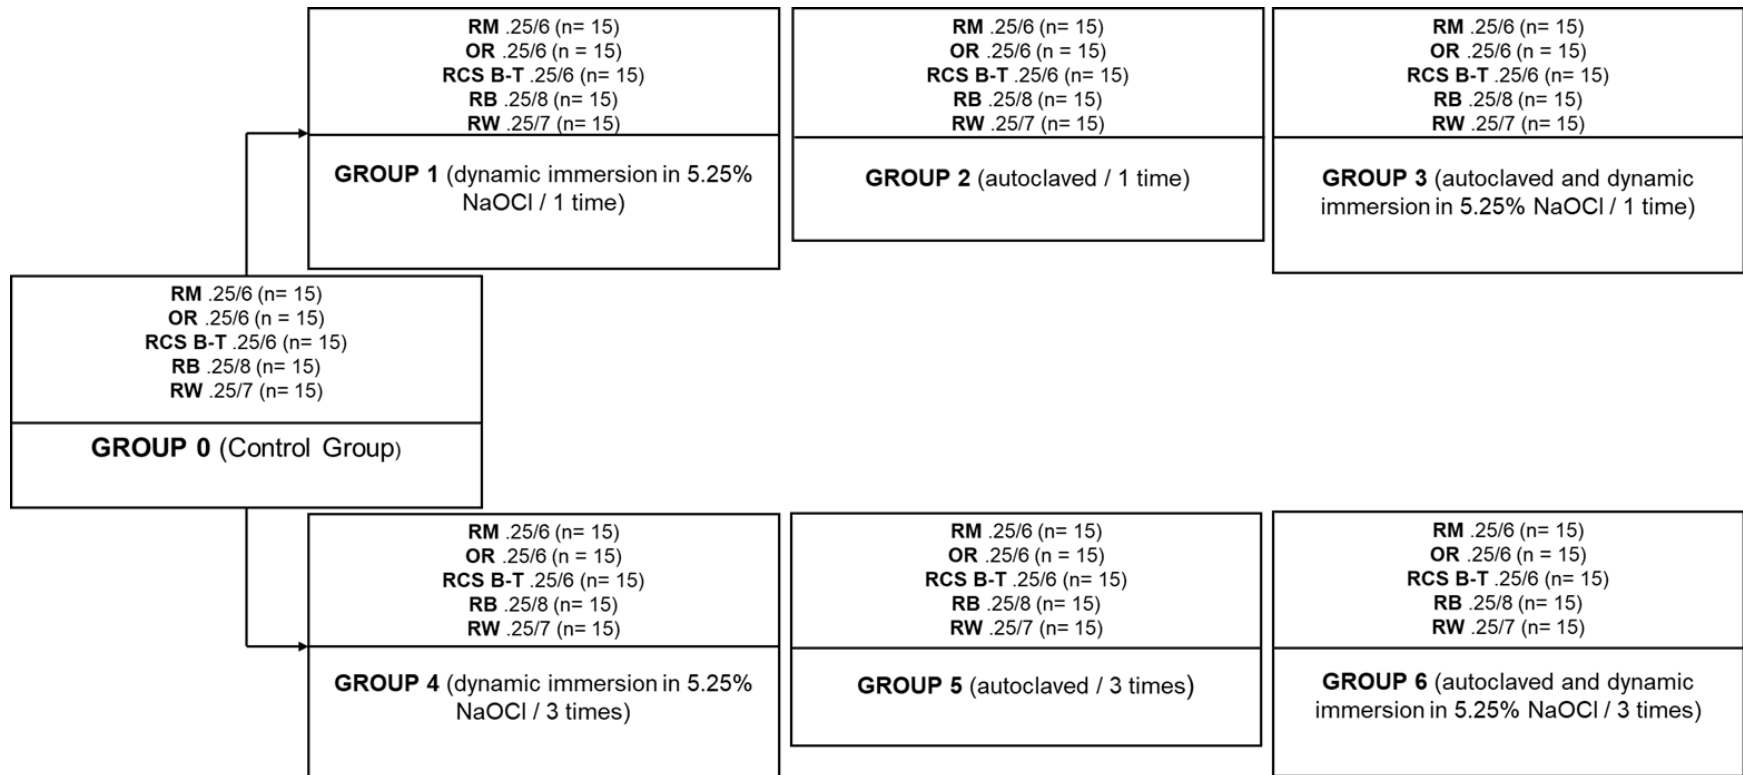 RM .25/6 (n= 15)
OR .25/6 (n = 15)
RCS B-T .25/6 (n= 15)
RB .25/8 (n= 15)
RW .25/7 (n= 15)
GROUP 1 (dynamic immersion in 5.25%
NaOCl / 1 time)
RM .25/6 (n= 15)
OR .25/6 (n = 15)
RCS B-T .25/6 (n= 15)
RB .25/8 (n= 15)
RW .25/7 (n= 15)
GROUP 2 (autoclaved / 1 time)
RM .25/6 (n= 15)
OR .25/6 (n = 15)
RCS B-T .25/6 (n= 15)
RB .25/8 (n= 15)
RW .25/7 (n= 15)
GROUP 3 (autoclaved and dynamic
immersion in 5.25% NaOCl / 1 time)
RM .25/6 (n= 15)
OR .25/6 (n = 15)
RCS B-T .25/6 (n= 15)
RB .25/8 (n= 15)
RW .25/7 (n= 15)
GROUP 0 (Control Group)
RM .25/6 (n= 15)
OR .25/6 (n = 15)
RCS B-T .25/6 (n= 15)
RB .25/8 (n= 15)
RW .25/7 (n= 15)
GROUP 4 (dynamic immersion in 5.25%
NaOCl / 3 times)
RM .25/6 (n= 15)
OR .25/6 (n = 15)
RCS B-T .25/6 (n= 15)
RB .25/8 (n= 15)
RW .25/7 (n= 15)
GROUP 5 (autoclaved / 3 times)
RM .25/6 (n= 15)
OR .25/6 (n = 15)
RCS B-T .25/6 (n= 15)
RB .25/8 (n= 15)
RW .25/7 (n= 15)
GROUP 6 (autoclaved and dynamic
immersion in 5.25% NaOCl / 3 times)